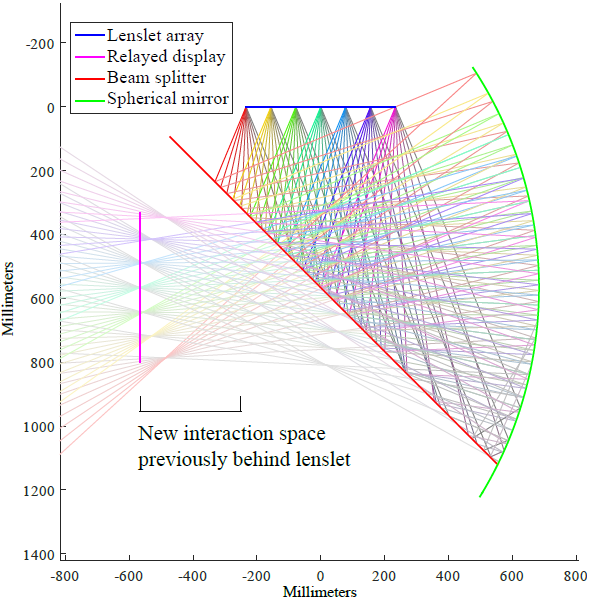 Lenslet array
Relayed display
Beam splitter
Spherical mirror
-200
0
200
400
600
800
1000
1200
1400
Millimeters
New interaction space
previously behind lenslet
-800 -600 -400 -200 0 200 400 600 800
Millimeters